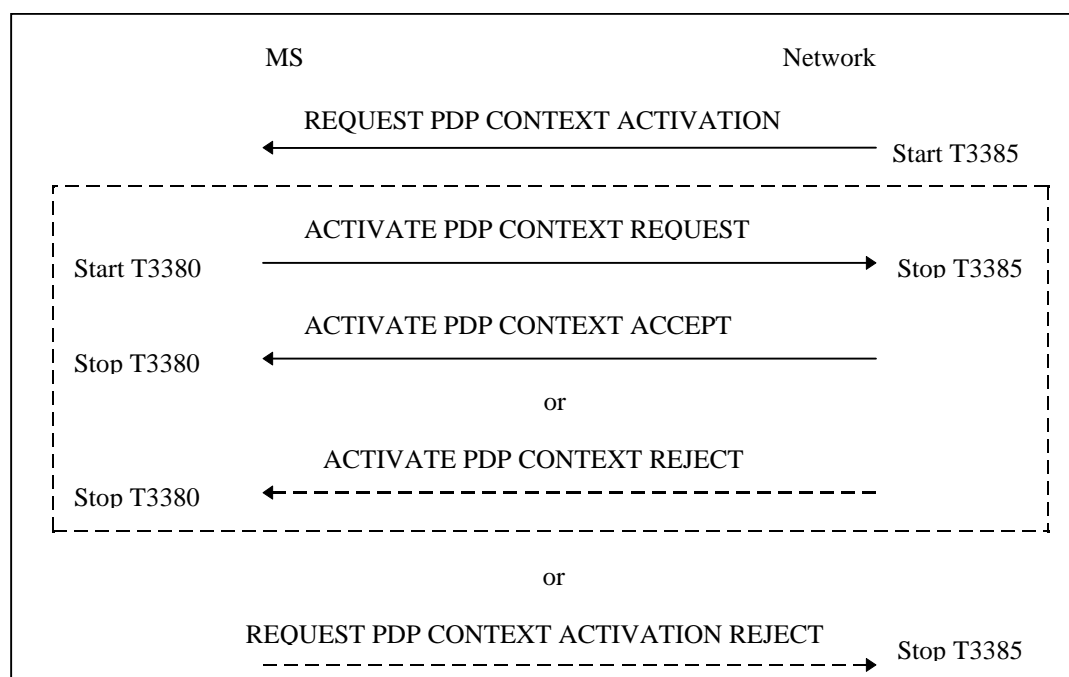 MS Network
REQUEST PDP CONTEXT ACTIVATION
Start T3385
ACTIVATE PDP CONTEXT REQUEST
Start T3380 Stop T3385
ACTIVATE PDP CONTEXT ACCEPT
Stop T3380
or
ACTIVATE PDP CONTEXT REJECT
Stop T3380
or
REQUEST PDP CONTEXT ACTIVATION REJECT
Stop T3385